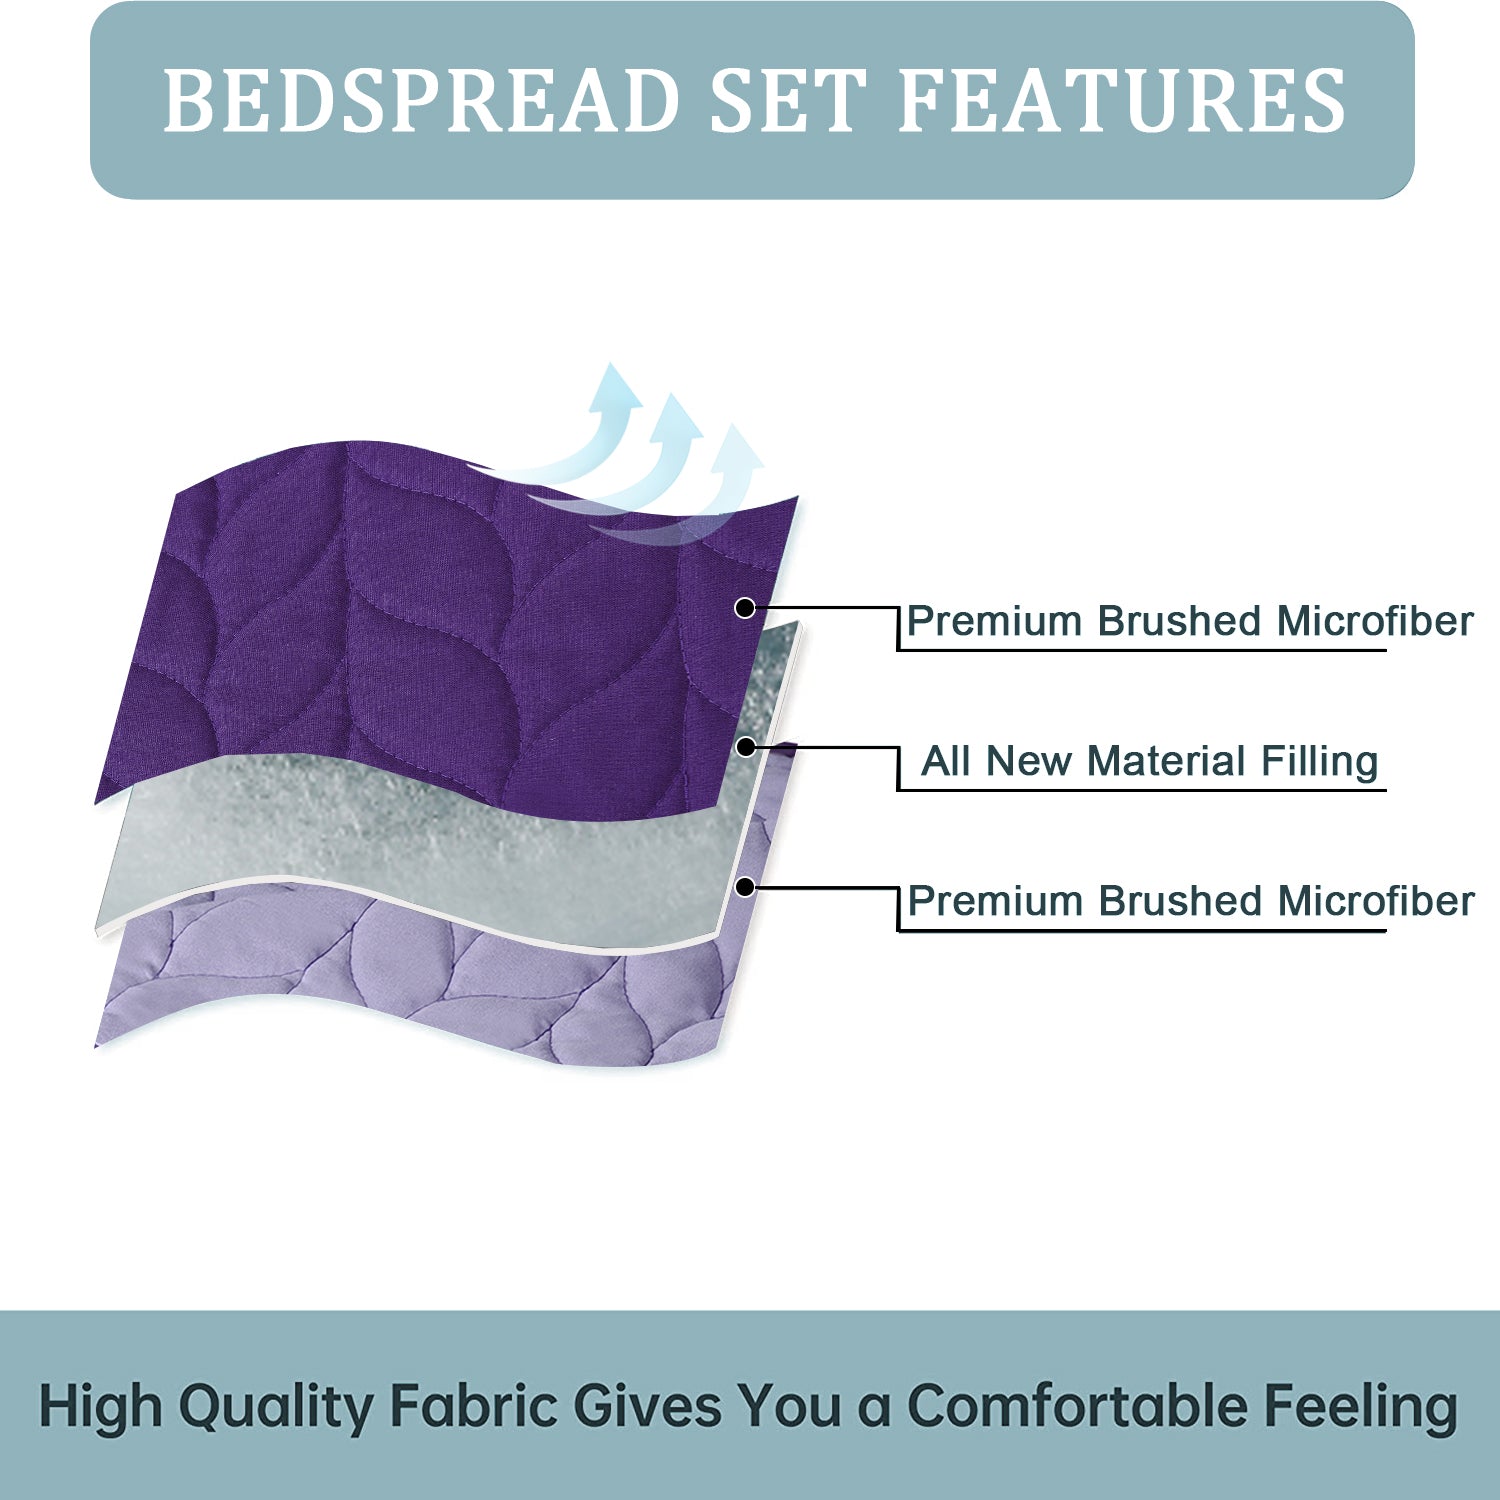 BEDSPREAD SET FEATURES
Premium Brushed Microfiber
All New Material Filling
Premium Brushed Microfiber
High Quality Fabric Gives You a Comfortable Feeling